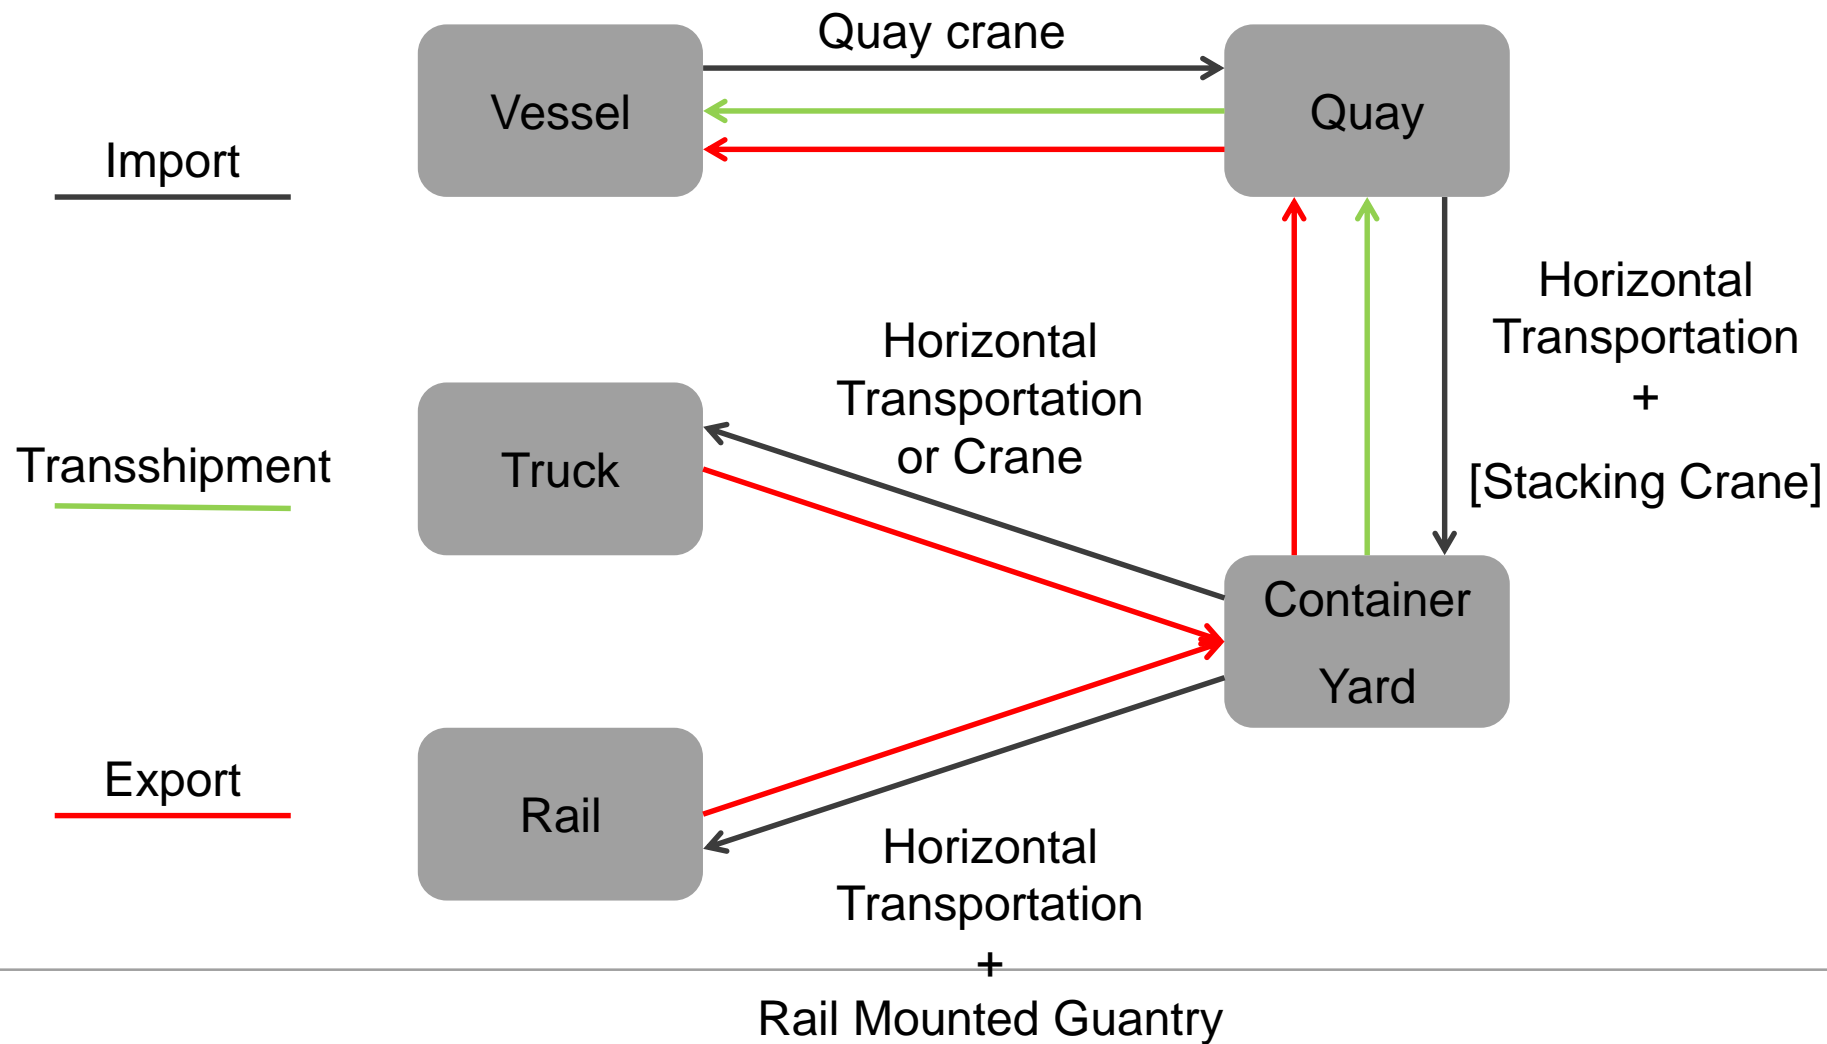 Quay crane
Vessel
Quay
Import
Horizontal
Transportation
+
[Stacking Crane]
Horizontal
Transportation
or Crane
Truck
Transshipment
Container
Yard
Export
Rail
Horizontal
Transportation
+
Rail Mounted Guantry